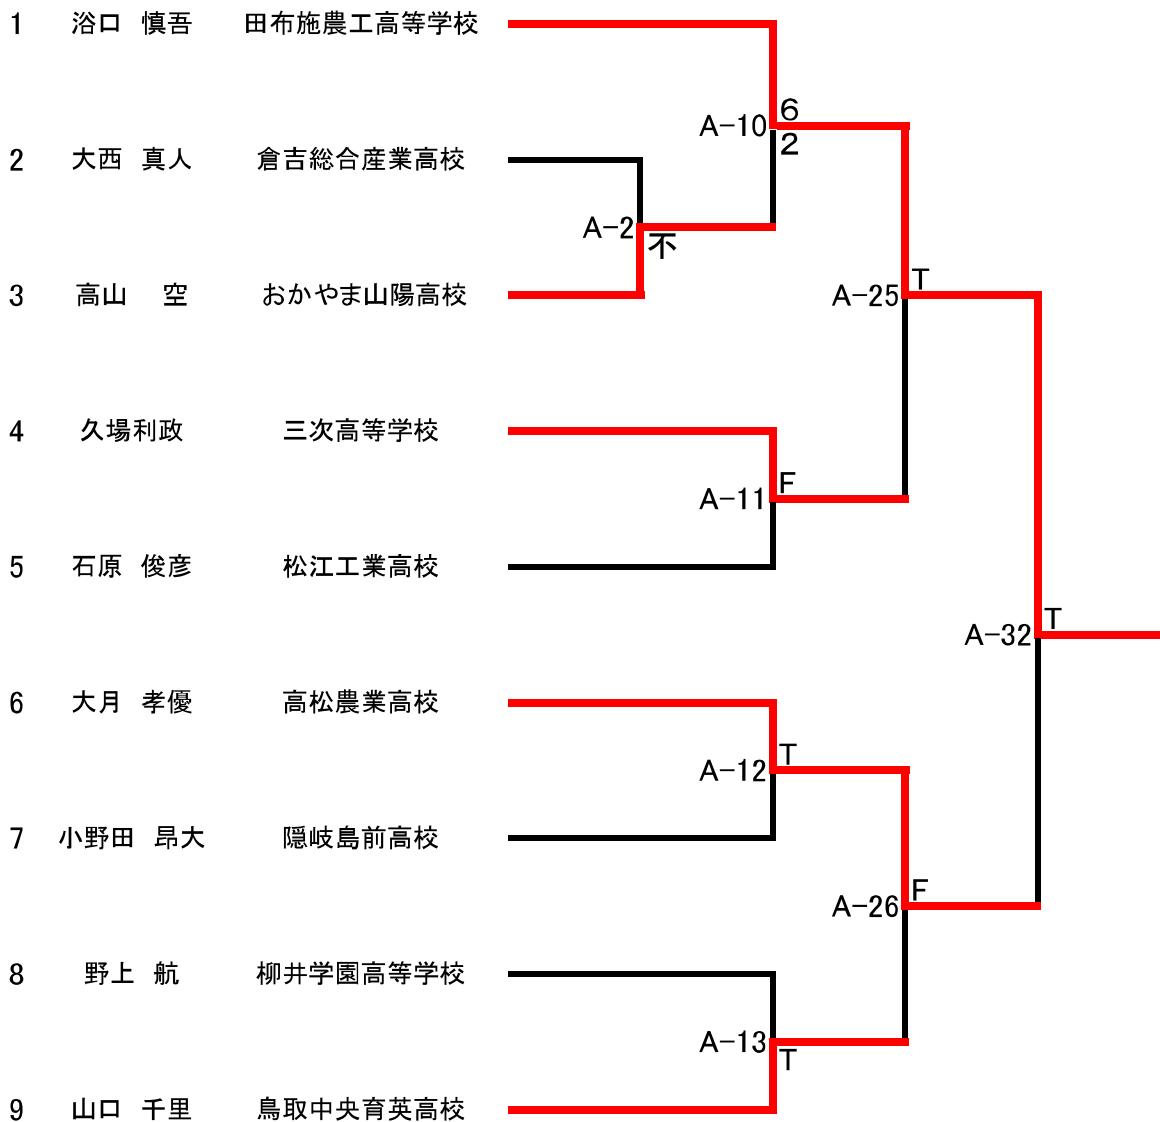 1 浴口 慎吾 田布施農工高等学校
6
A-10
2
2 大西 真人 倉吉総合産業高校
A-2
不
3 高山 空 おかやま山陽高校
T
A-25
4 久場利政 三次高等学校
F
A-11
5 石原 俊彦 松江工業高校
T
A-32
6 大月 孝優 高松農業高校
T
A-12
7 小野田 昂大 隠岐島前高校
F
A-26
8 野上 航 柳井学園高等学校
A-13
T
9 山口 千里 鳥取中央育英高校